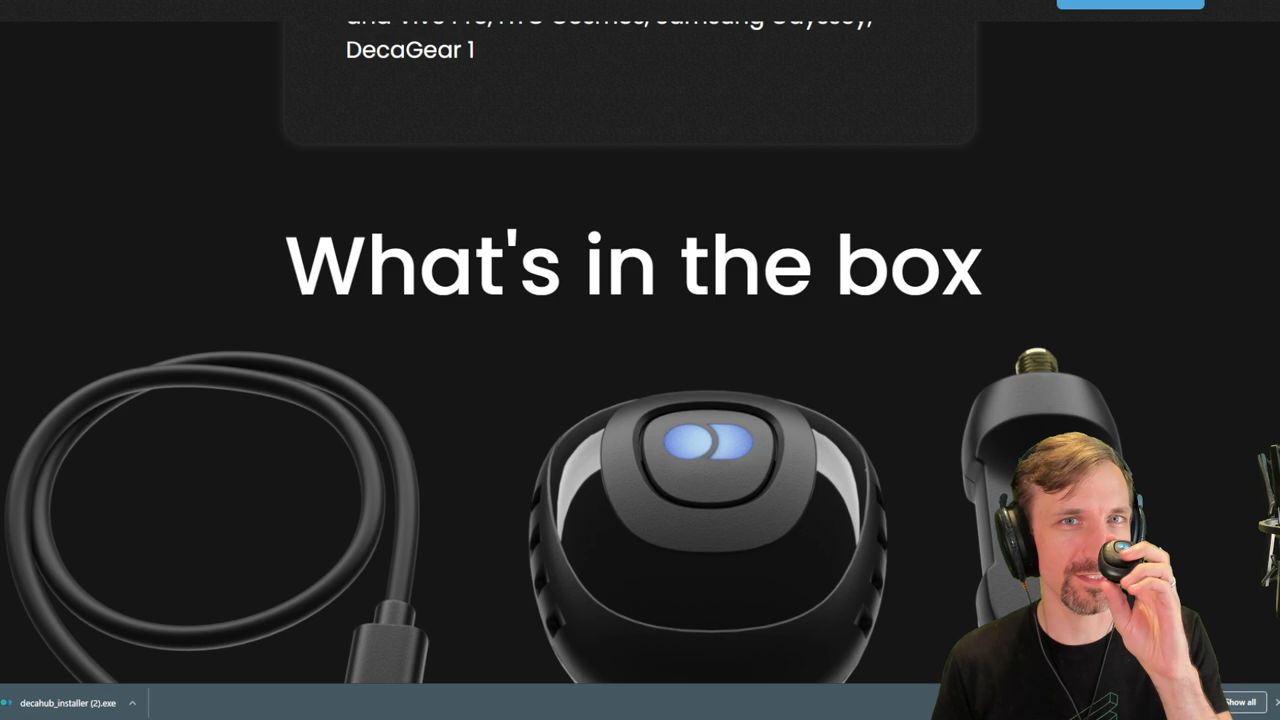 DecaGear 1
What's in the box
decahub_installer (2).exe
Show all